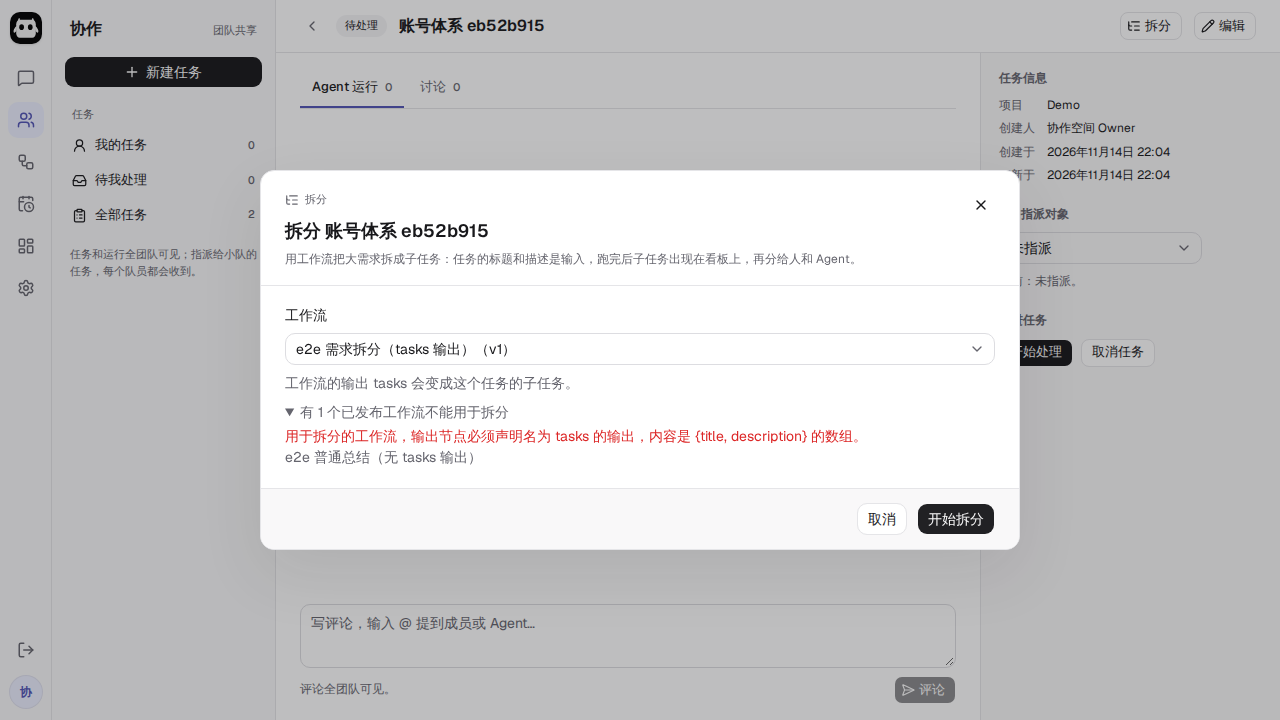 协作
团队共享
新建任务
任务
我的任务 0
待我处理 0
全部任务 2
任务和运行全团队可见；指派给小队的
任务，每个队员都会收到。
协
待处理 账号体系 eb52b915
拆分
编辑
Agent 运行 0
讨论 0
任务信息
项目 Demo
创建人 协作空间 Owner
创建于 2026年11月14日 22:04
新于 2026年11月14日 22:04
指派对象
未指派
：未指派。
任务
开始处理
取消任务
拆分
拆分 账号体系 eb52b915
用工作流把大需求拆成子任务：任务的标题和描述是输入，跑完后子任务出现在看板上，再分给人和 Agent。
工作流
e2e 需求拆分（tasks 输出）（v1）
工作流的输出 tasks 会变成这个任务的子任务。
有 1 个已发布工作流不能用于拆分
用于拆分的工作流，输出节点必须声明名为 tasks 的输出，内容是 {title, description} 的数组。
e2e 普通总结（无 tasks 输出）
取消
开始拆分
写评论，输入 @ 提到成员或 Agent...
评论全团队可见。
评论